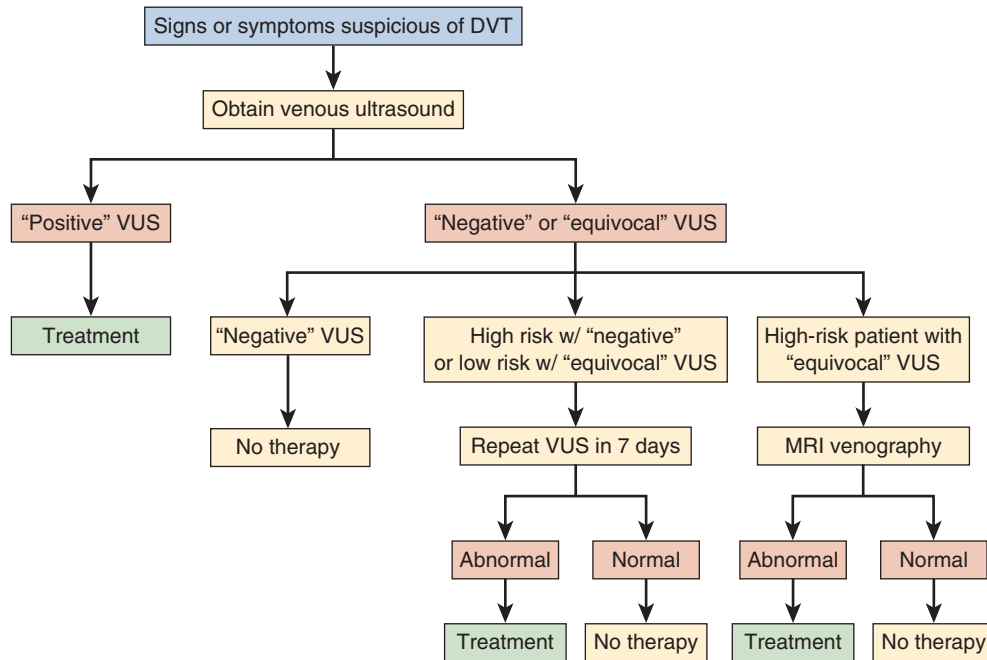 Signs or symptoms suspicious of DVT
Obtain venous ultrasound
“Positive” VUS
“Negative” or “equivocal” VUS
Treatment
“Negative” VUS
High risk w/ “negative”
or low risk w/ “equivocal” VUS
High-risk patient with
“equivocal” VUS
No therapy
Repeat VUS in 7 days
MRI venography
Abnormal
Normal
Abnormal
Normal
Treatment
No therapy
Treatment
No therapy